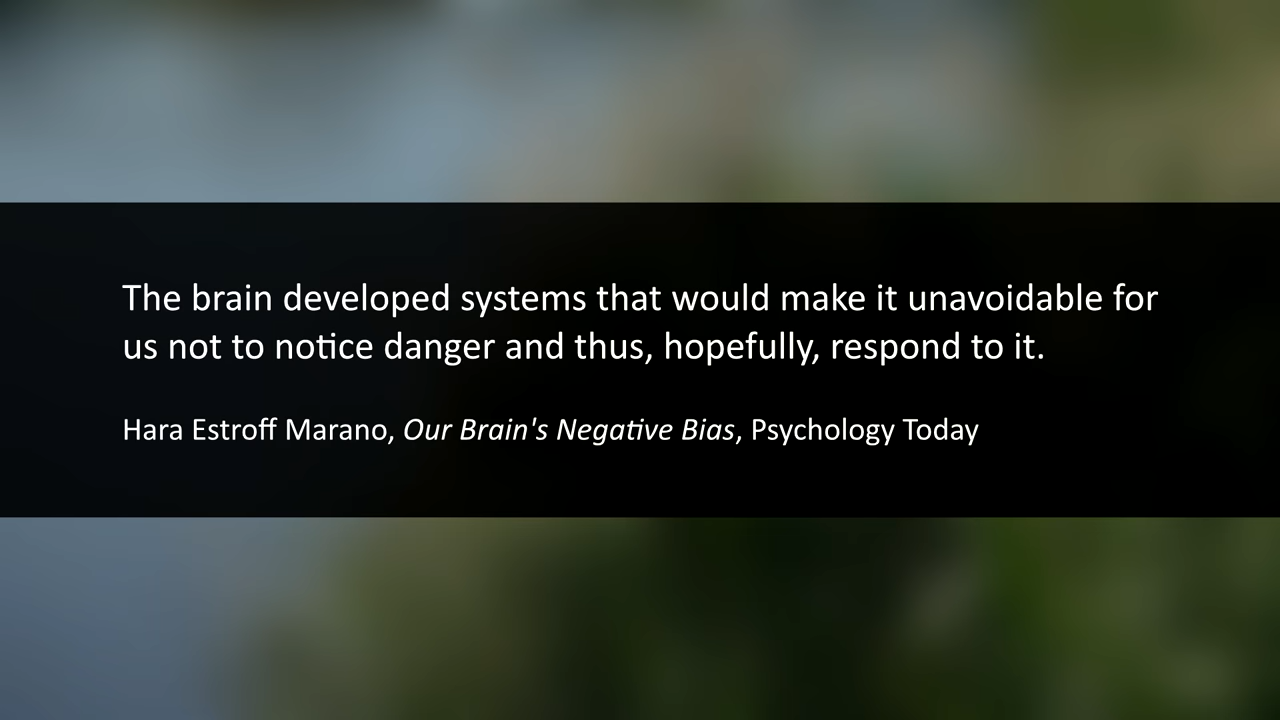 The brain developed systems that would make it unavoidable for
us not to notice danger and thus, hopefully, respond to it.
Hara Estroff Marano, Our Brain's Negative Bias, Psychology Today